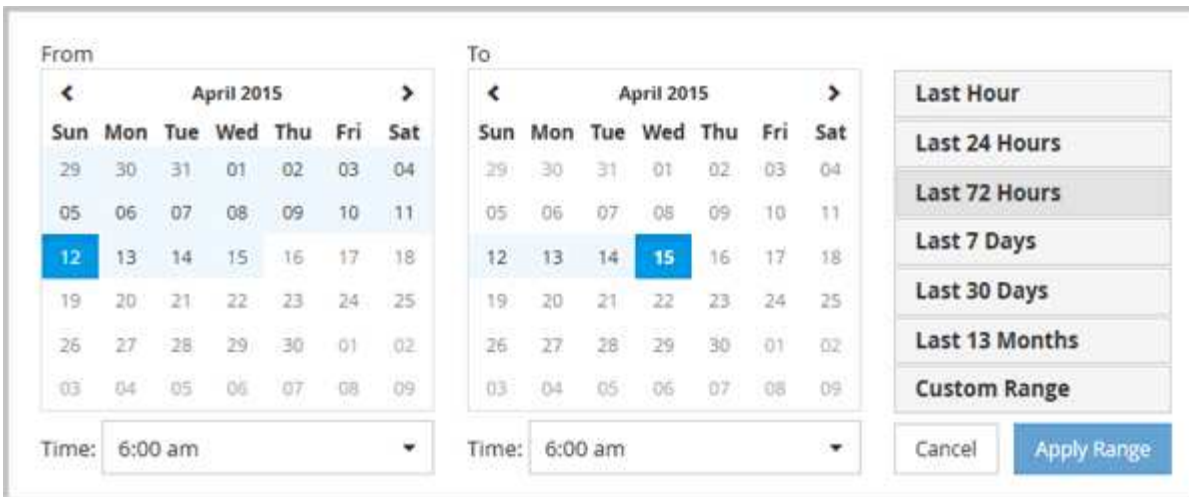 From
April 2015
Sun Mon Tue Wed Thu Fri Sat
29 30 31 01 02 03 04
05 06 07 08 09 10 11
12 13 14 15 16 17 18
19 20 21 22 23 24 25
26 27 28 29 30 01 02
03 04 05 06 07 08 09
Time: 6:00 am
To
April 2015
Sun Mon Tue Wed Thu Fri Sat
29 30 31 01 02 03 04
05 06 07 08 09 10 11
12 13 14 15 16 17 18
19 20 21 22 23 24 25
26 27 28 29 30 01 02
03 04 05 06 07 08 09
Time: 6:00 am
Last Hour
Last 24 Hours
Last 72 Hours
Last 7 Days
Last 30 Days
Last 13 Months
Custom Range
Cancel Apply Range